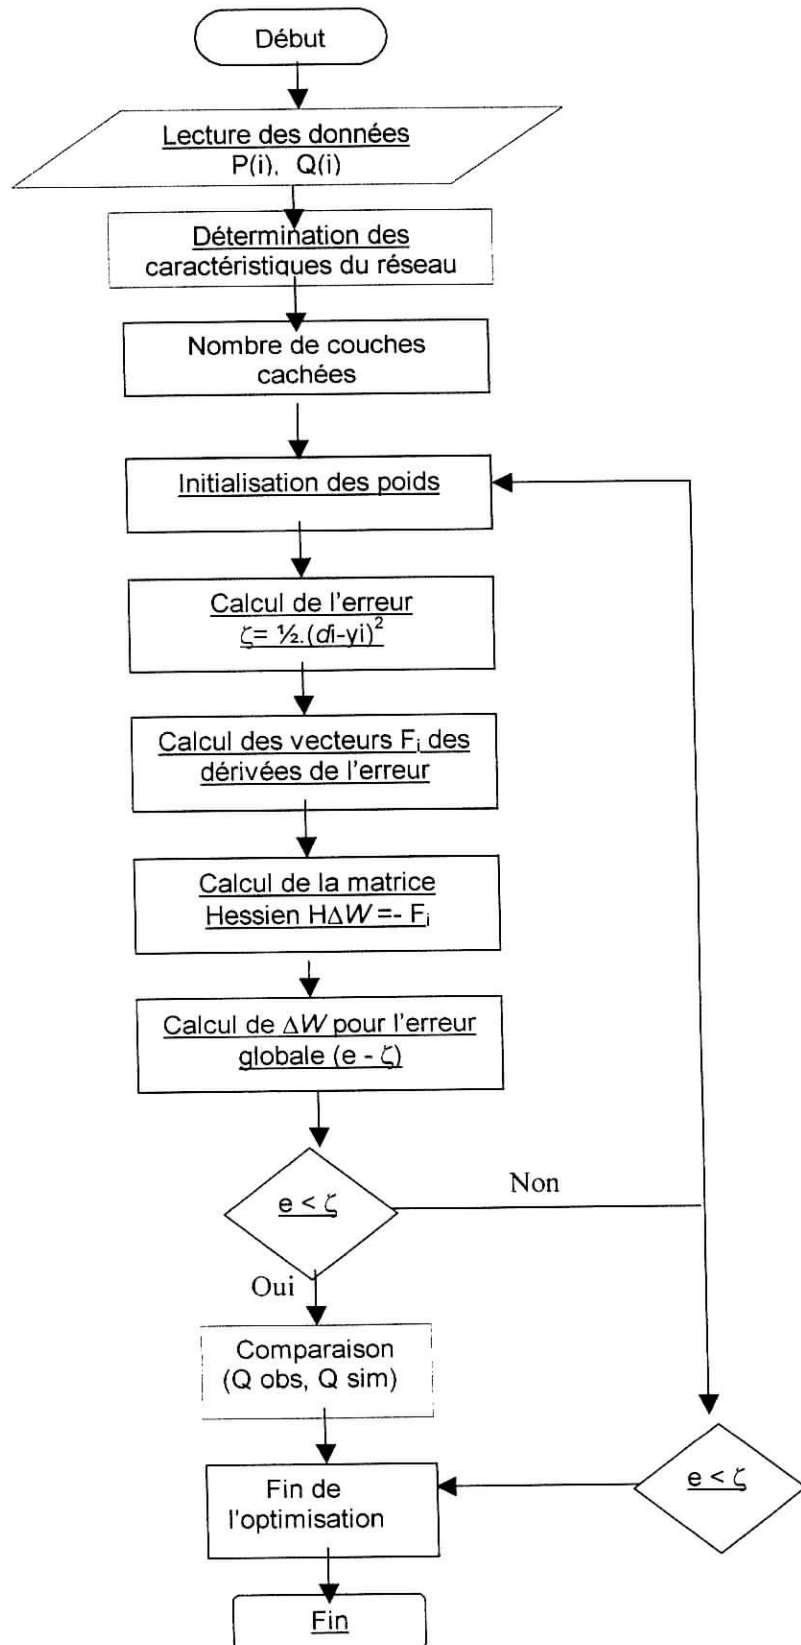 Début
Lecture des données
P(i), Q(i)
Détermination des
caractéristiques du réseau
Nombre de couches
cachées
Initialisation des poids
Calcul de l'erreur
ζ= ½.(di-yi)²
Calcul des vecteurs Fi des
dérivées de l'erreur
Calcul de la matrice
Hessien HΔW =- Fi
Calcul de ΔW pour l'erreur
globale (e - ζ)
e < ζ
Non
Oui
Comparaison
(Q obs, Q sim)
e < ζ
Fin de
l'optimisation
Fin